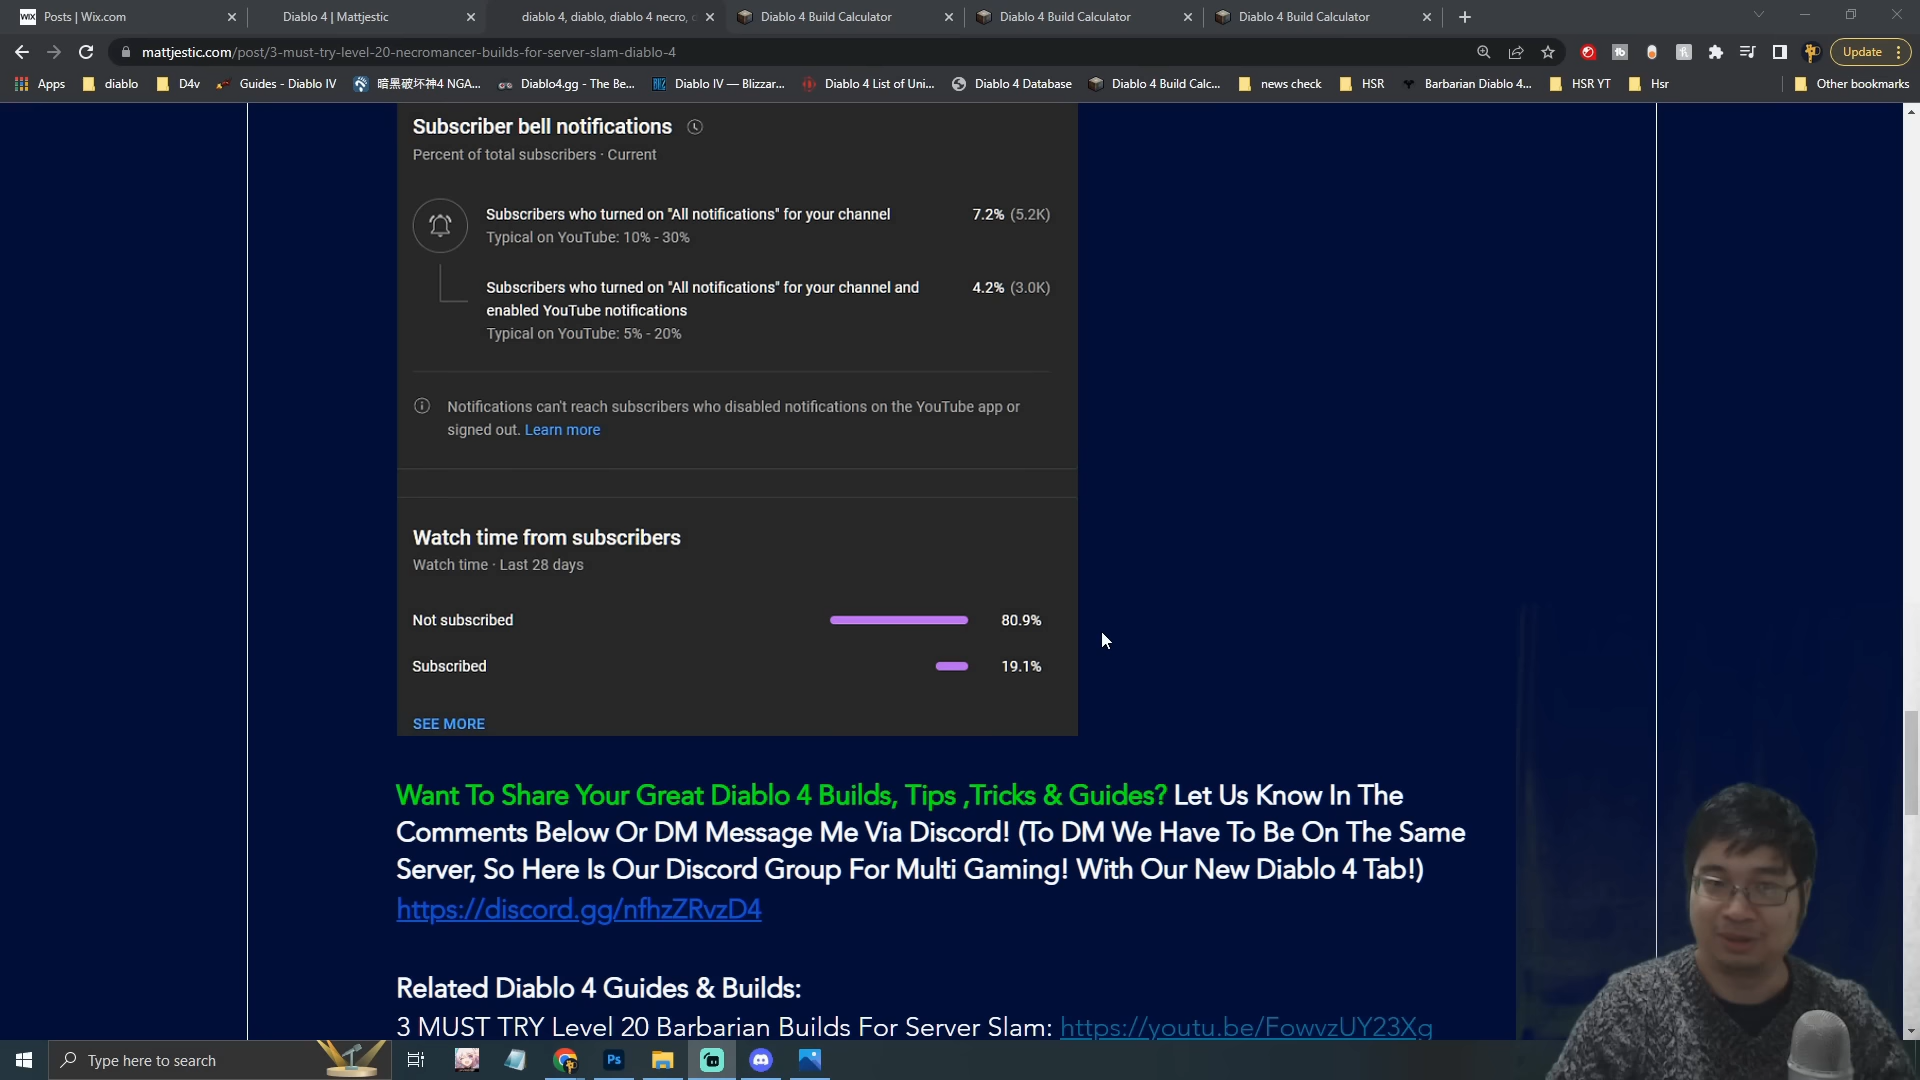 WIX Posts | Wix.com
Diablo 4 | Mattjestic
diablo 4, diablo, diablo 4 necro,
Diablo 4 Build Calculator
Diablo 4 Build Calculator
Diablo 4 Build Calculator
mattjestic.com/post/3-must-try-level-20-necromancer-builds-for-server-slam-diablo-4
Update
Apps
diablo
D4v
Guides - Diablo IV
暗黑破坏神4 NGA...
Diablo4.gg - The Be...
Diablo IV — Blizzar...
Diablo 4 List of Uni...
Diablo 4 Database
Diablo 4 Build Calc...
news check
HSR
Barbarian Diablo 4...
HSR YT
Hsr
Other bookmarks
Subscriber bell notifications
Percent of total subscribers · Current
Subscribers who turned on "All notifications" for your channel 7.2% (5.2K)
Typical on YouTube: 10% - 30%
Subscribers who turned on "All notifications" for your channel and 4.2% (3.0K)
enabled YouTube notifications
Typical on YouTube: 5% - 20%
Notifications can't reach subscribers who disabled notifications on the YouTube app or
signed out. Learn more
Watch time from subscribers
Watch time · Last 28 days
Not subscribed 80.9%
Subscribed 19.1%
SEE MORE
Want To Share Your Great Diablo 4 Builds, Tips ,Tricks & Guides? Let Us Know In The
Comments Below Or DM Message Me Via Discord! (To DM We Have To Be On The Same
Server, So Here Is Our Discord Group For Multi Gaming! With Our New Diablo 4 Tab!)
https://discord.gg/nfhzZRvzD4
Related Diablo 4 Guides & Builds:
3 MUST TRY Level 20 Barbarian Builds For Server Slam: https://youtu.be/FowvzUY23Xg
Type here to search
Ps